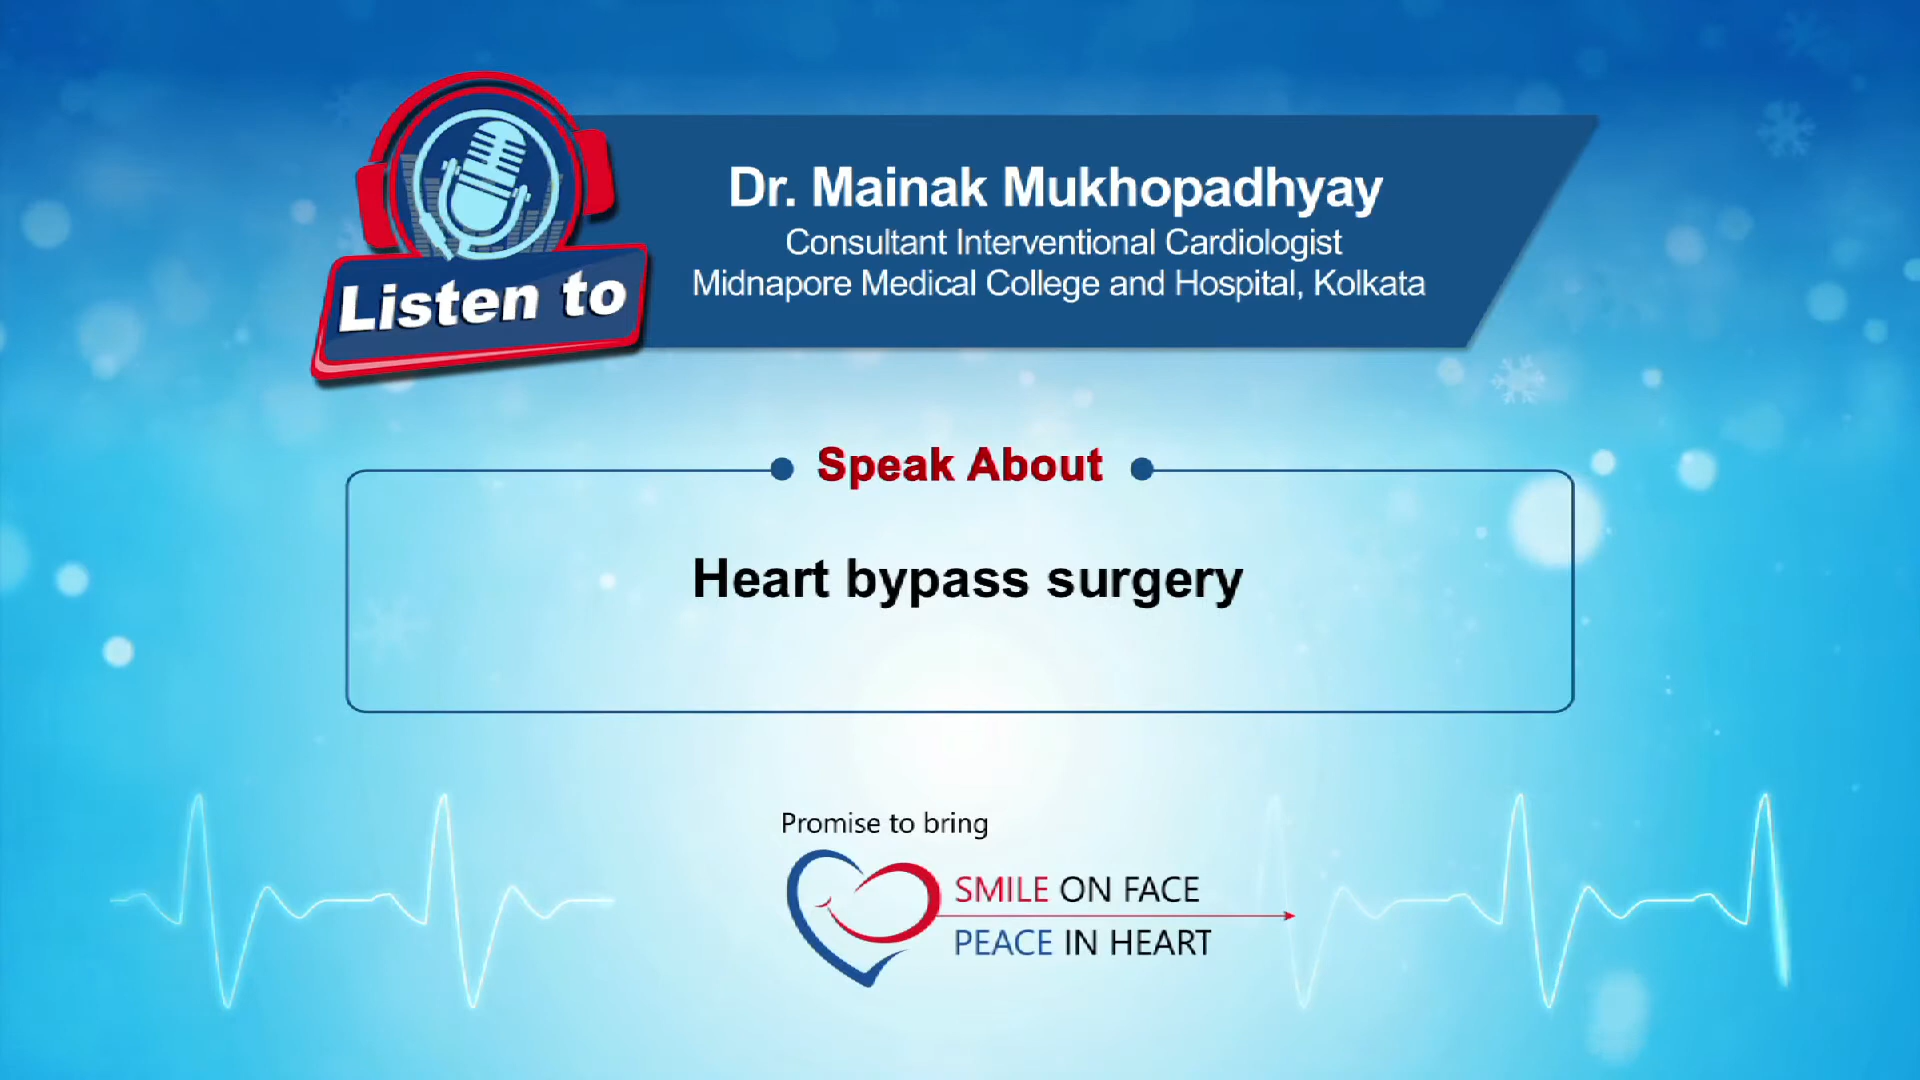 Listen to
Dr. Mainak Mukhopadhyay
Consultant Interventional Cardiologist
Midnapore Medical College and Hospital, Kolkata
Speak About
Heart bypass surgery
Promise to bring
SMILE ON FACE
PEACE IN HEART